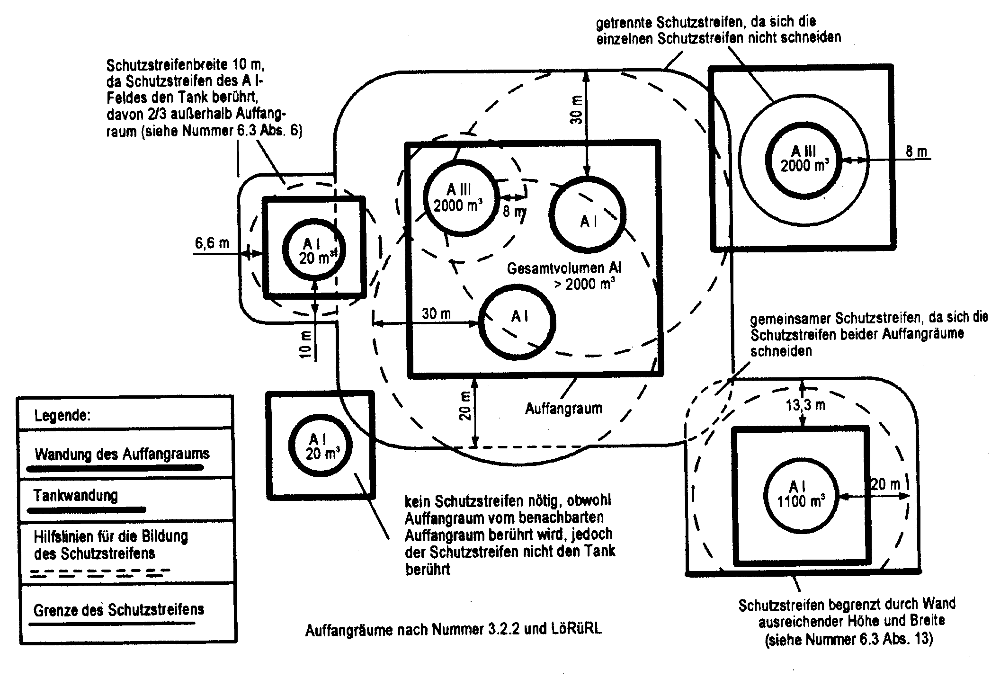 getrennte Schutzstreifen, da sich die
einzelnen Schutzstreifen nicht schneiden
Schutzstreifenbreite 10 m,
da Schutzstreifen des A I-
Feldes den Tank berührt,
davon 2/3 außerhalb Auffang-
raum (siehe Nummer 6.3 Abs. 6)
30 m
A III
2000 m³
8 m
A III
2000 m³
8 m
A I
A I
20 m³
6,6 m
10 m
Gesamtvolumen AI
> 2000 m³
A I
30 m
20 m
Auffangraum
gemeinsamer Schutzstreifen, da sich die
Schutzstreifen beider Auffangräume
schneiden
13,3 m
A I
1100 m³
20 m
A I
20 m³
kein Schutzstreifen nötig, obwohl
Auffangraum vom benachbarten
Auffangraum berührt wird, jedoch
der Schutzstreifen nicht den Tank
berührt
Schutzstreifen begrenzt durch Wand
ausreichender Höhe und Breite
(siehe Nummer 6.3 Abs. 13)
Legende:
Wandung des Auffangraums
Tankwandung
Hilfslinien für die Bildung
des Schutzstreifens
Grenze des Schutzstreifens
Auffangräume nach Nummer 3.2.2 und LöRüRL